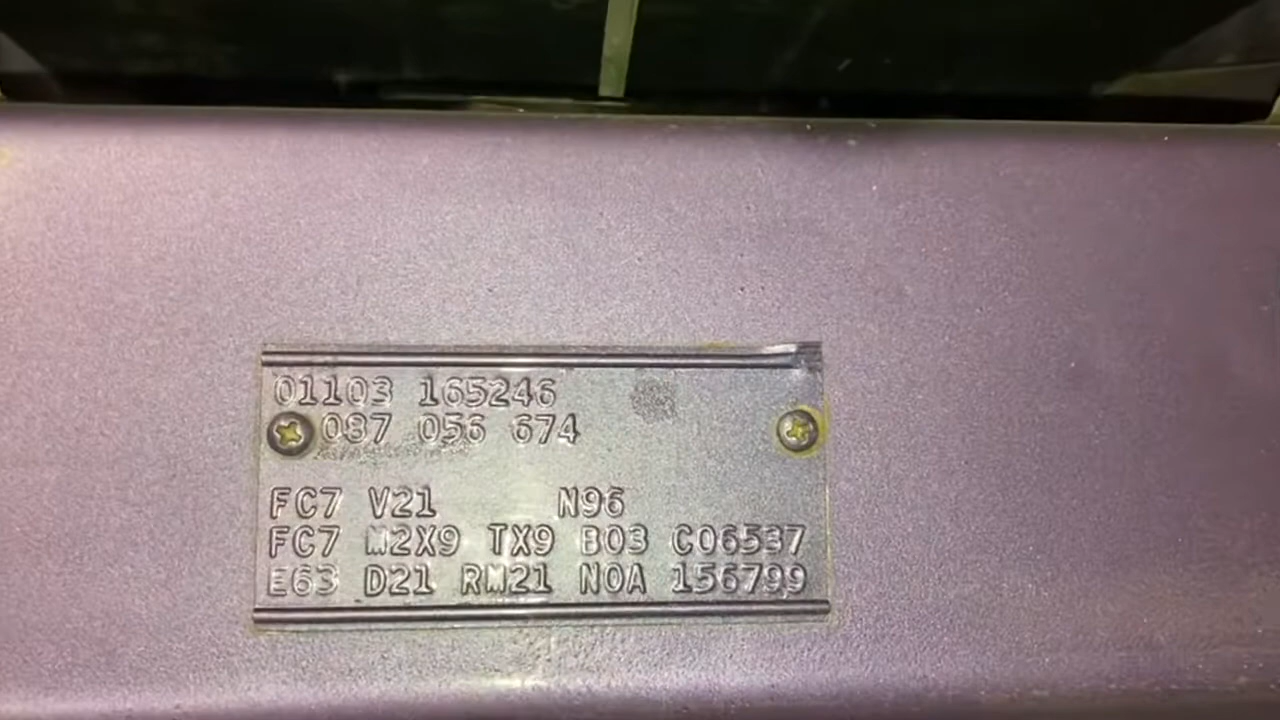 01103 165246
087 056 674
FC7 V21 N96
FC7 M2X9 TX9 B03 C06537
E63 D21 RM21 N0A 156799